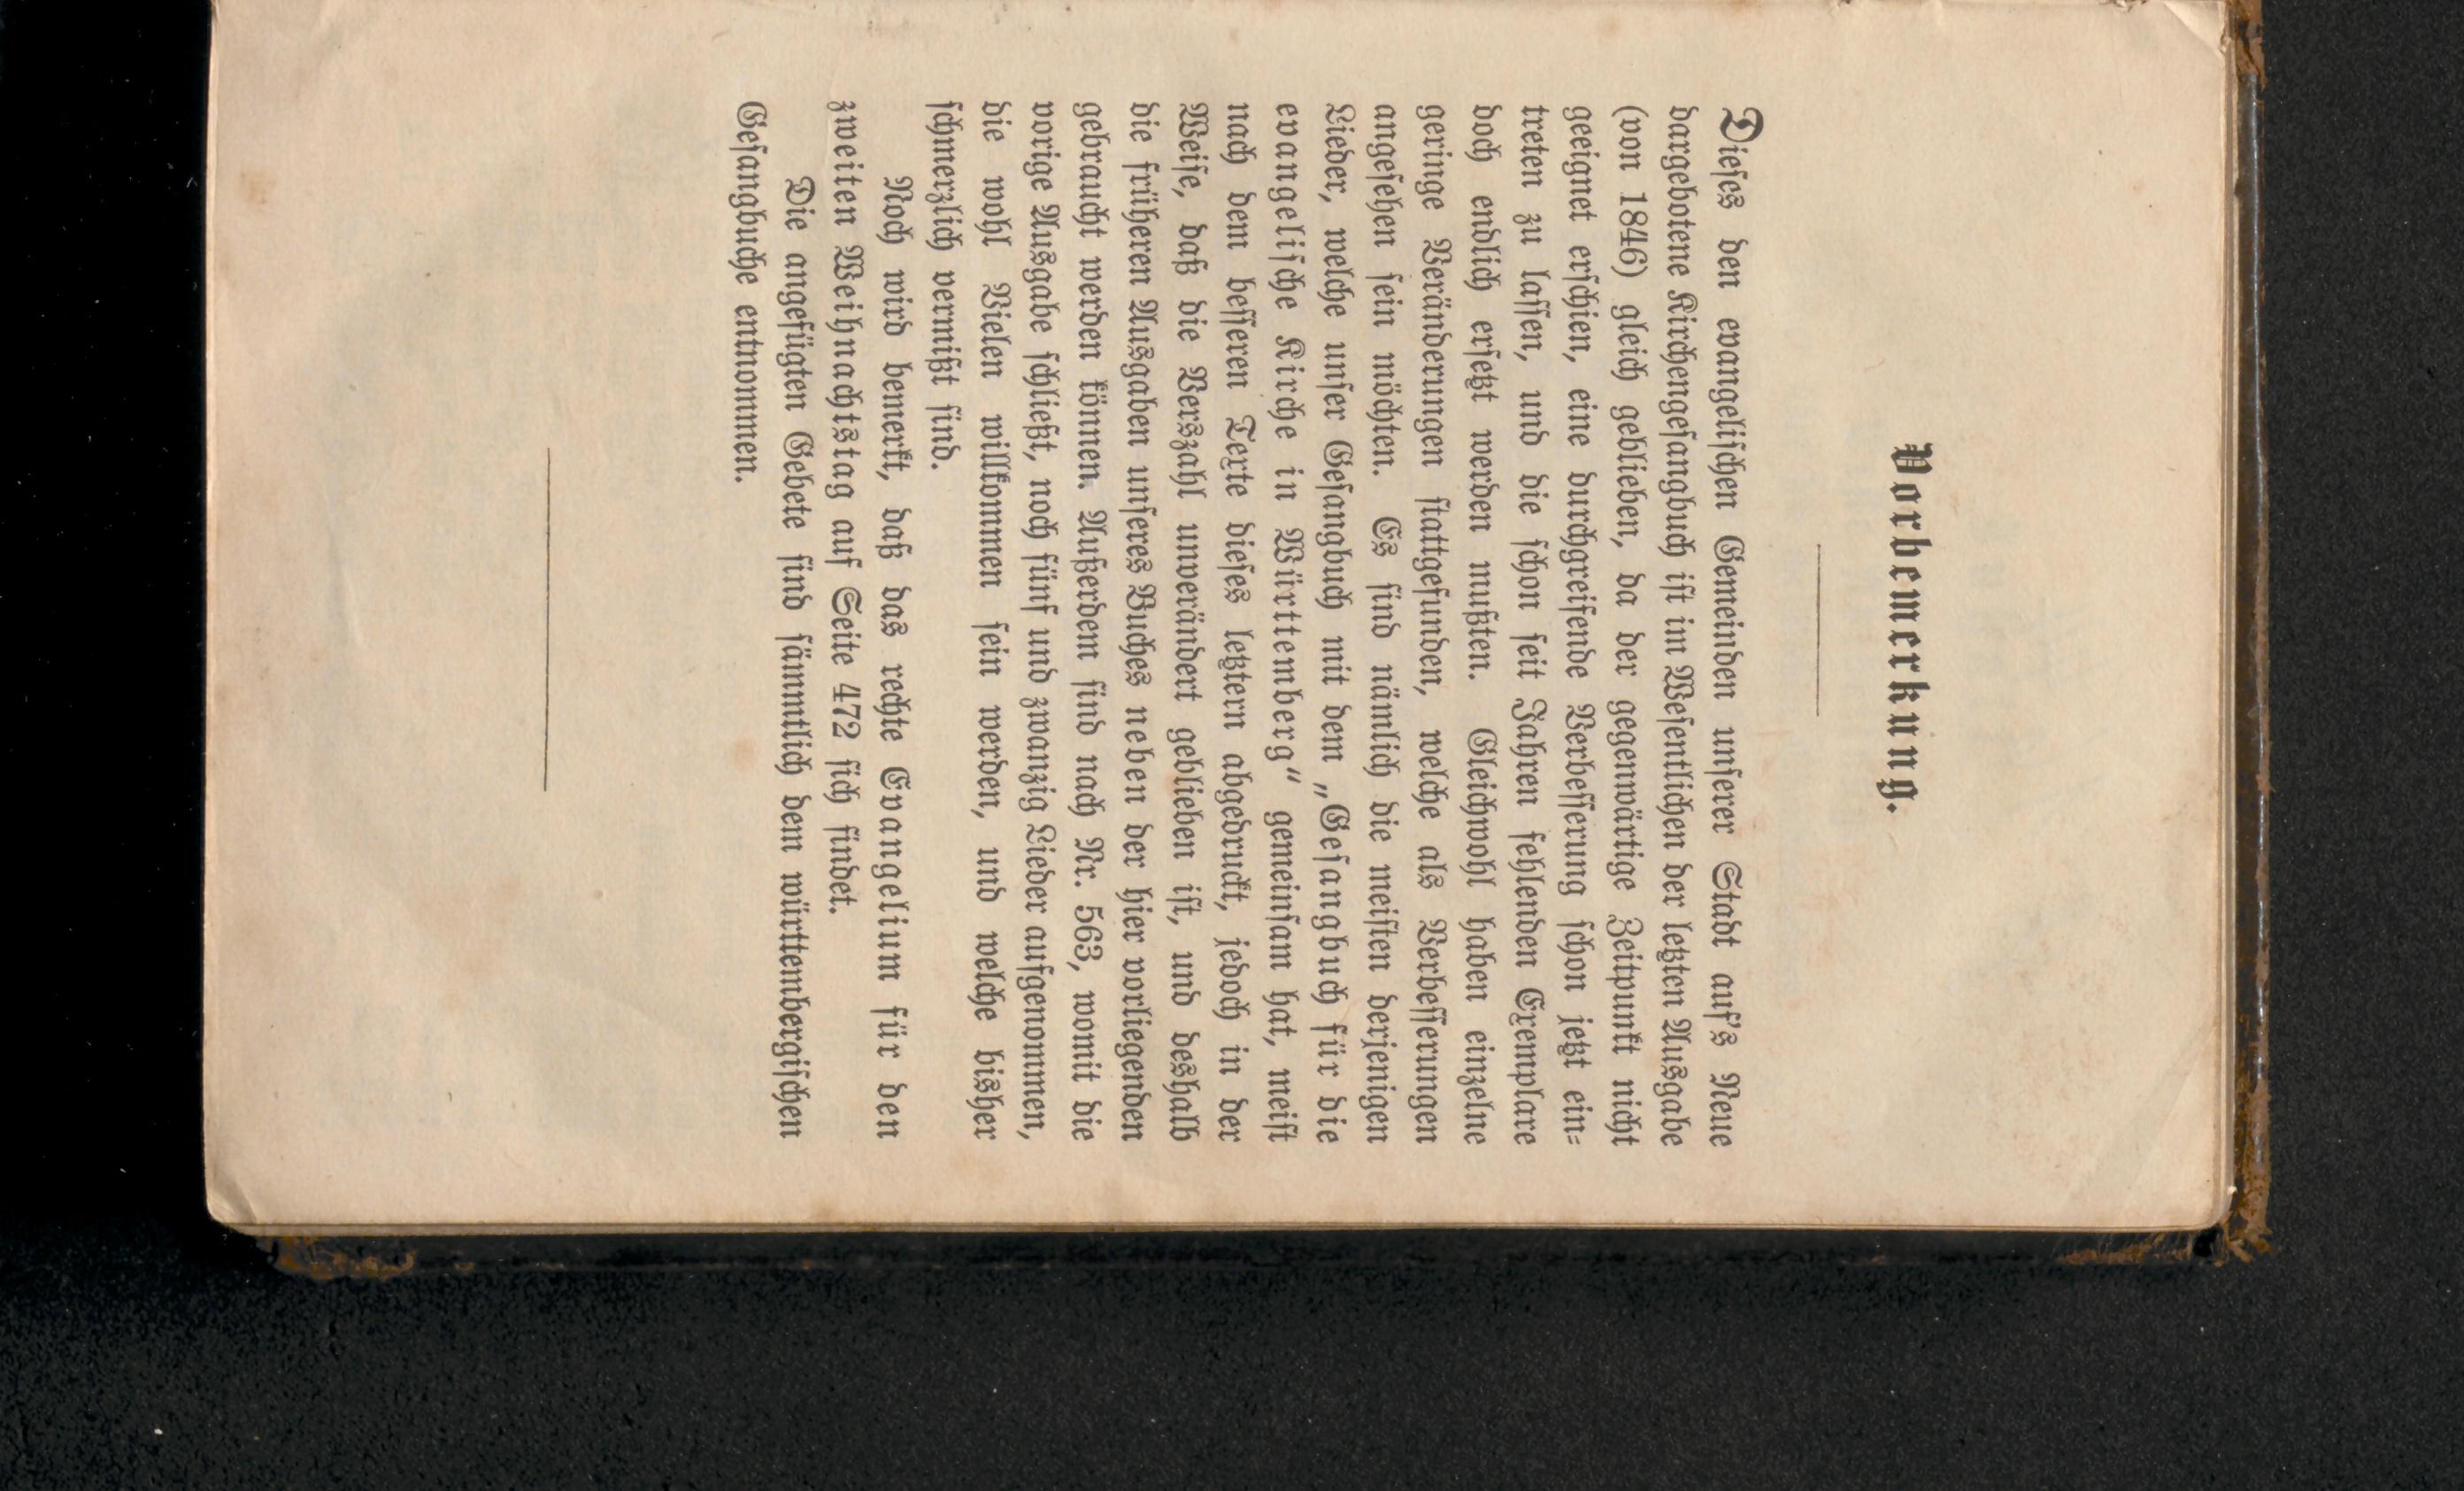 Vorbemerkung.
Dieſes den evangeliſchen Gemeinden unſerer Stadt auf's Neue
dargebotene Kirchengeſangbuch iſt im Weſentlichen der letzten Ausgabe
(von 1846) gleich geblieben, da der gegenwärtige Zeitpunkt nicht
geeignet erſchien, eine durchgreifende Verbeſſerung ſchon jetzt ein=
treten zu laſſen, und die ſchon ſeit Jahren fehlenden Exemplare
doch endlich erſetzt werden mußten. Gleichwohl haben einzelne
geringe Veränderungen ſtattgefunden, welche als Verbeſſerungen
angeſehen ſein möchten. Es ſind nämlich die meiſten derjenigen
Lieder, welche unſer Geſangbuch mit dem „Geſangbuch für die
evangeliſche Kirche in Württemberg“ gemeinſam hat, meiſt
nach dem beſſeren Texte dieſes letztern abgedruckt, jedoch in der
Weiſe, daß die Verszahl unverändert geblieben iſt, und deshalb
die früheren Ausgaben unſeres Buches neben der hier vorliegenden
gebraucht werden können. Außerdem ſind nach Nr. 563, womit die
vorige Ausgabe ſchließt, noch fünf und zwanzig Lieder aufgenommen,
die wohl Vielen willkommen ſein werden, und welche bisher
ſchmerzlich vermißt ſind.
Noch wird bemerkt, daß das rechte Evangelium für den
zweiten Weihnachtstag auf Seite 472 ſich findet.
Die angefügten Gebete ſind ſämmtlich dem württembergiſchen
Geſangbuche entnommen.